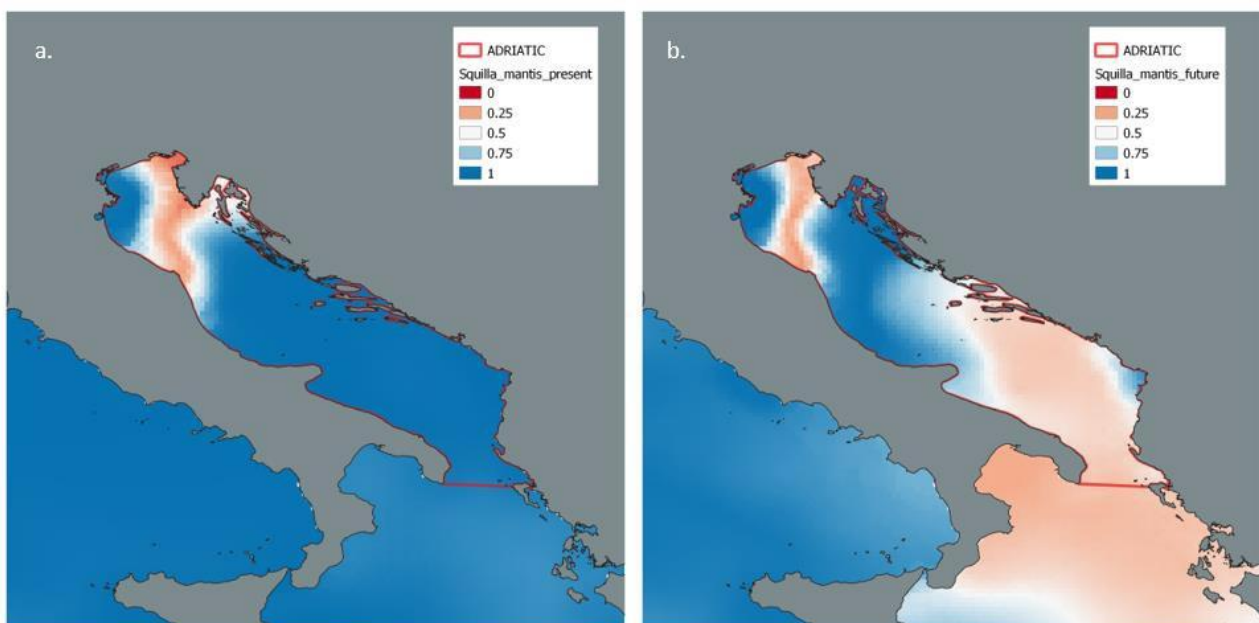 a.
ADRIATIC
Squilla_mantis_present
0
0.25
0.5
0.75
1
b.
ADRIATIC
Squilla_mantis_future
0
0.25
0.5
0.75
1